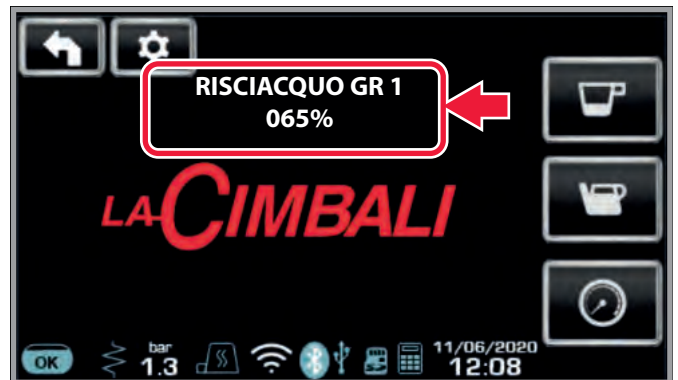 RISCIACQUO GR 1
065%
LA CIMBALI
OK
bar
1.3
11/06/2020
12:08